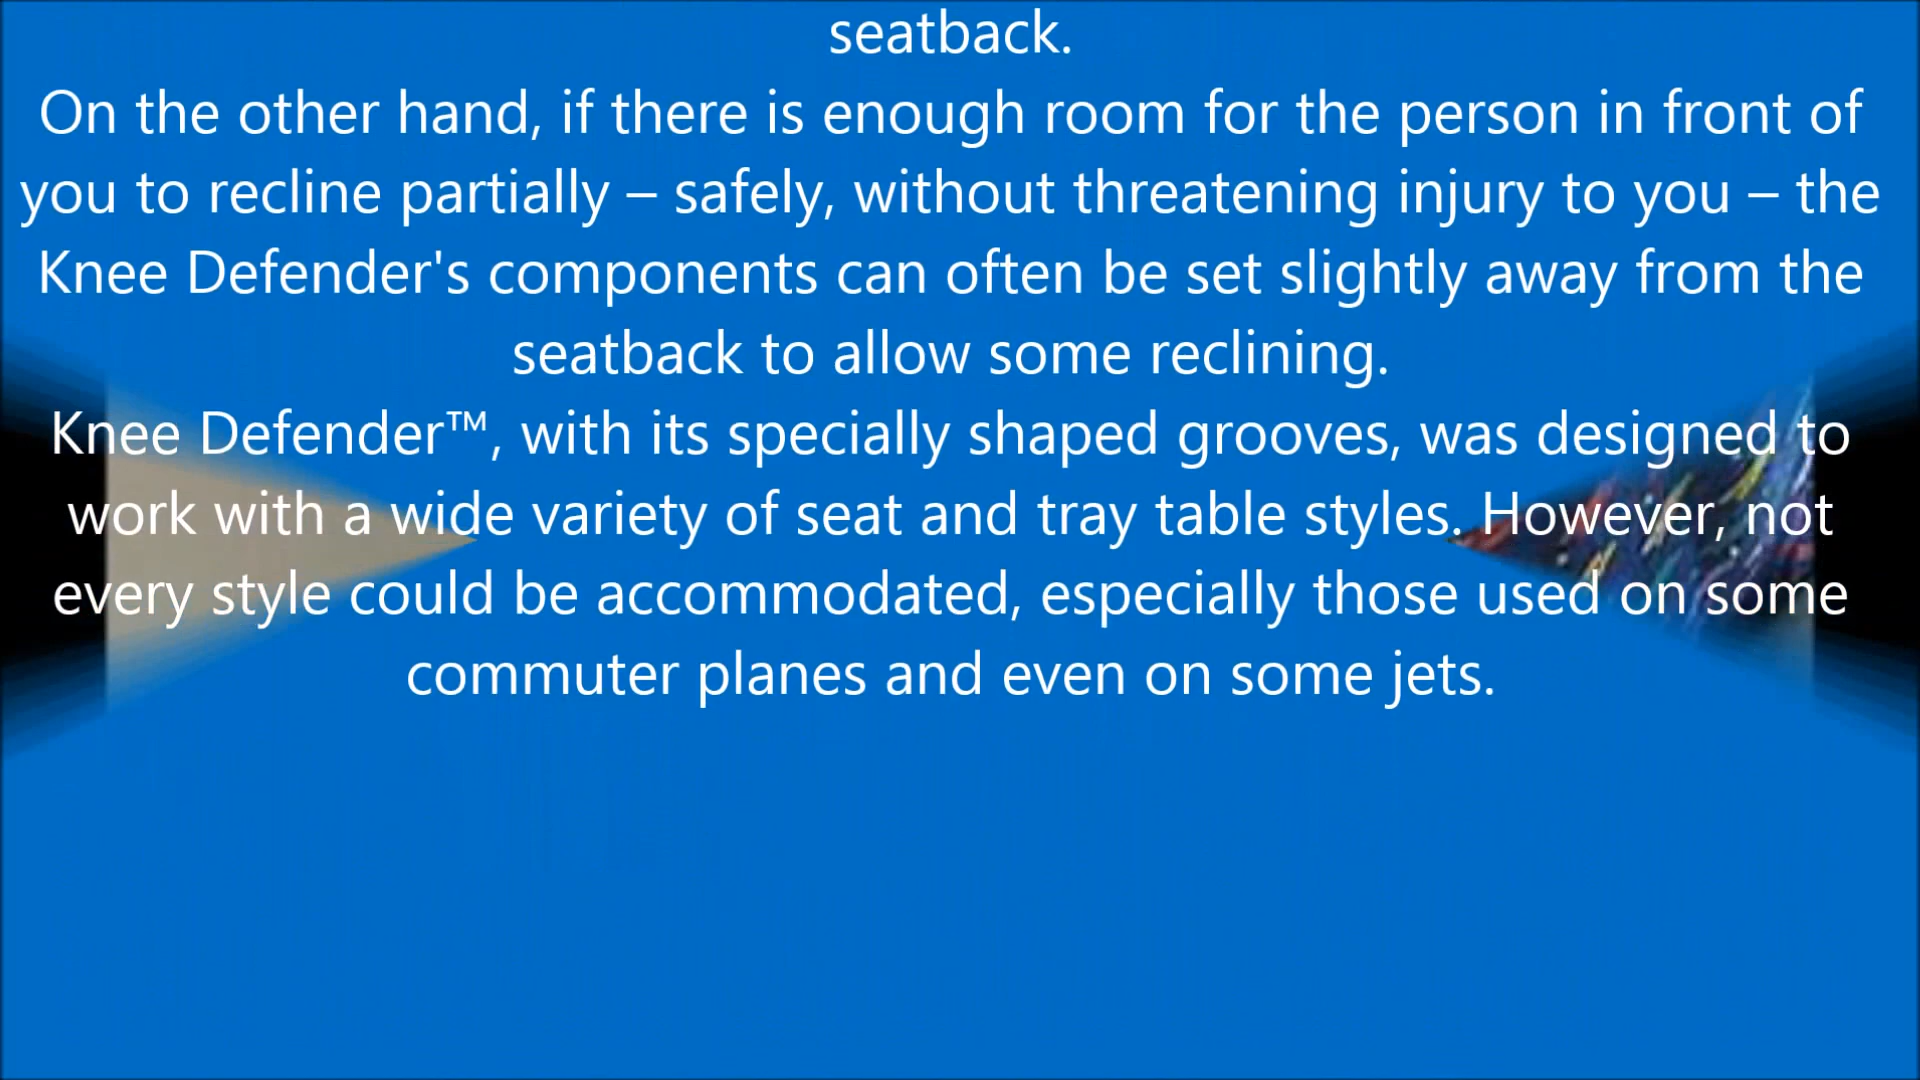 seatback.
On the other hand, if there is enough room for the person in front of
you to recline partially – safely, without threatening injury to you – the
Knee Defender's components can often be set slightly away from the
seatback to allow some reclining.
Knee Defender™, with its specially shaped grooves, was designed to
work with a wide variety of seat and tray table styles. However, not
every style could be accommodated, especially those used on some
commuter planes and even on some jets.